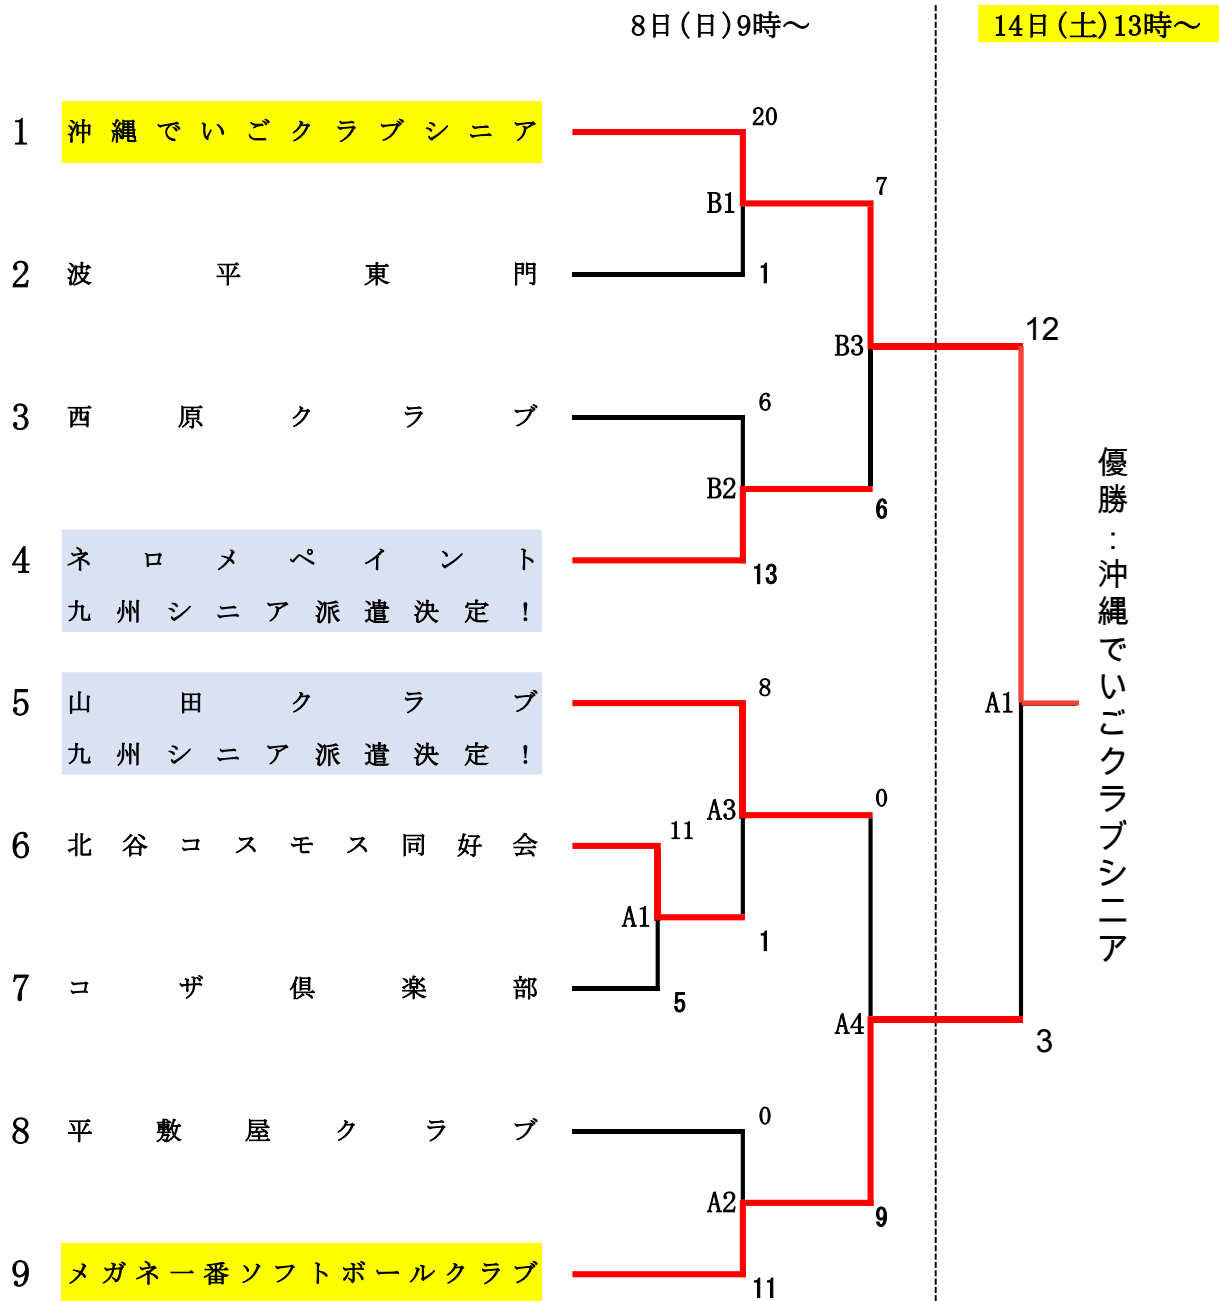 8日(日)9時～
14日(土)13時～
1 沖縄でいごクラブシニア
20
B1
7
2 波平東門
1
B3
12
3 西原クラブ
6
B2
6
4 ネロメペイント
九州シニア派遣決定！
13
優勝：沖縄でいごクラブシニア
5 山田クラブ
九州シニア派遣決定！
8
A1
A3
0
6 北谷コスモス同好会
11
A1
1
7 コザ倶楽部
5
A4
3
8 平敷屋クラブ
0
A2
9
9 メガネ一番ソフトボールクラブ
11